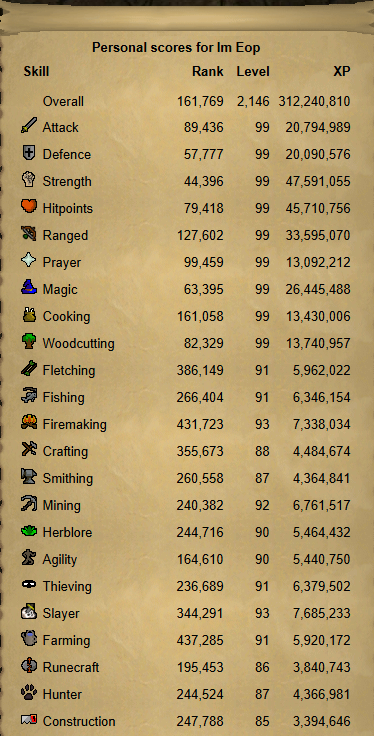 Personal scores for Im Eop
Skill Rank Level XP
Overall 161,769 2,146 312,240,810
Attack 89,436 99 20,794,989
Defence 57,777 99 20,090,576
Strength 44,396 99 47,591,055
Hitpoints 79,418 99 45,710,756
Ranged 127,602 99 33,595,070
Prayer 99,459 99 13,092,212
Magic 63,395 99 26,445,488
Cooking 161,058 99 13,430,006
Woodcutting 82,329 99 13,740,957
Fletching 386,149 91 5,962,022
Fishing 266,404 91 6,346,154
Firemaking 431,723 93 7,338,034
Crafting 355,673 88 4,484,674
Smithing 260,558 87 4,364,841
Mining 240,382 92 6,761,517
Herblore 244,716 90 5,464,432
Agility 164,610 90 5,440,750
Thieving 236,689 91 6,379,502
Slayer 344,291 93 7,685,233
Farming 437,285 91 5,920,172
Runecraft 195,453 86 3,840,743
Hunter 244,524 87 4,366,981
Construction 247,788 85 3,394,646